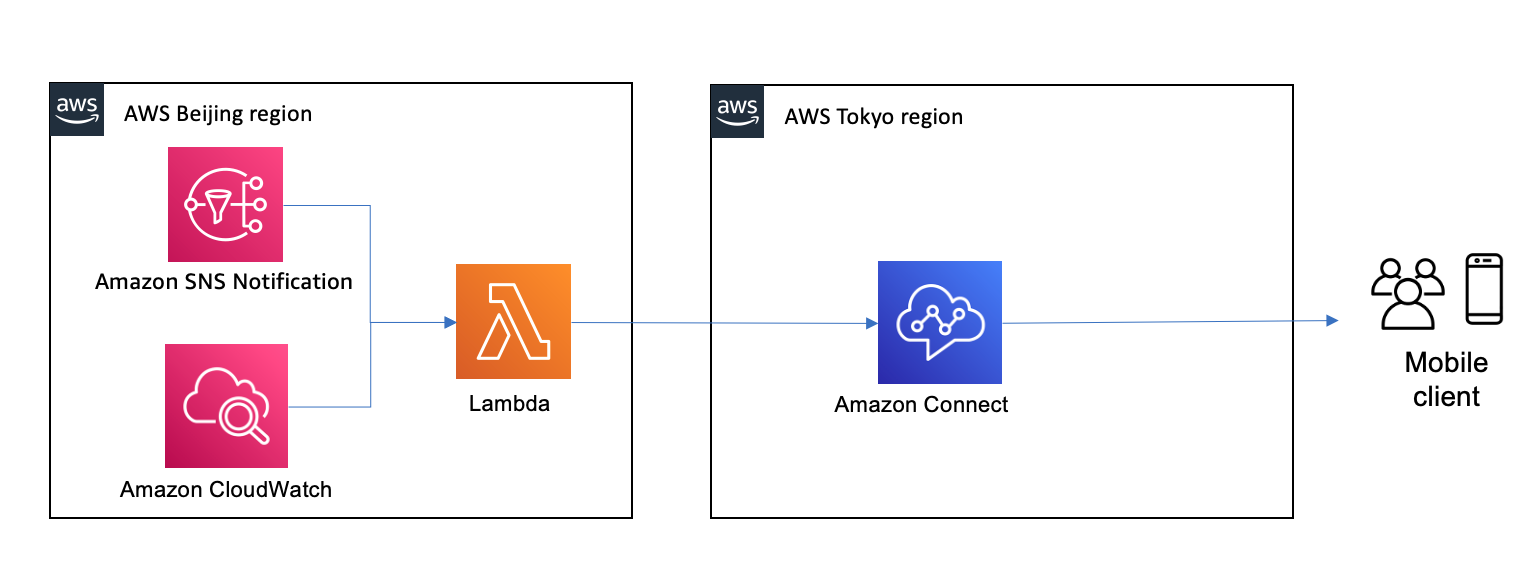 aws
AWS Beijing region
Amazon SNS Notification
Amazon CloudWatch
Lambda
aws
AWS Tokyo region
Amazon Connect
Mobile
client